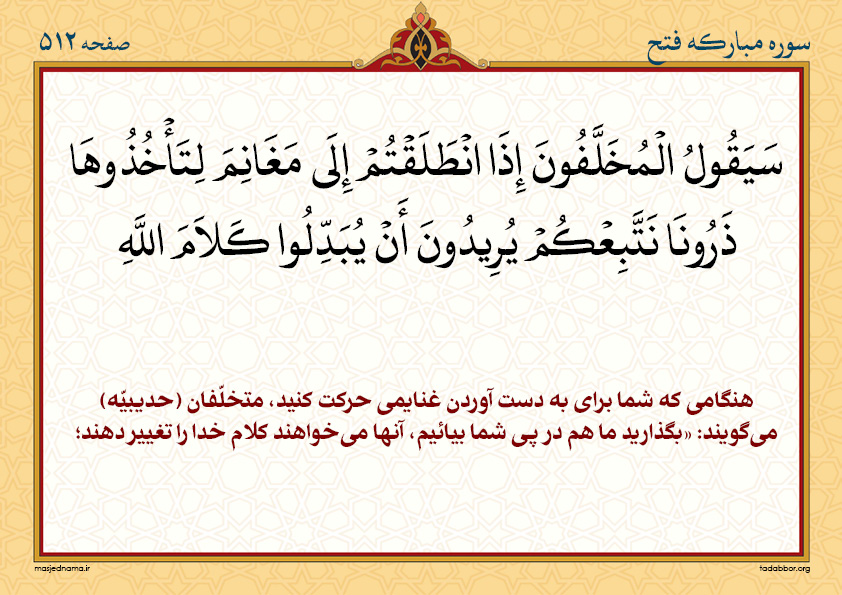 سوره مبارکه فتح
صفحه ۵۱۲
سَيَقُولُ الْمُخَلَّفُونَ إِذَا انْطَلَقْتُمْ إِلَى مَغَانِمَ لِتَأْخُذُوهَا
ذَرُونَا نَتَّبِعْكُمْ يُرِيدُونَ أَنْ يُبَدِّلُوا كَلاَمَ اللَّهِ
هنگامی که شما برای به دست آوردن غنایمی حرکت کنید، متخلّفان (حدیبیّه)
می‌گویند: «بگذارید ما هم در پی شما بیائیم، آنها می‌خواهند کلام خدا را تغییر دهند؛
masjednama.ir
tadabbor.org